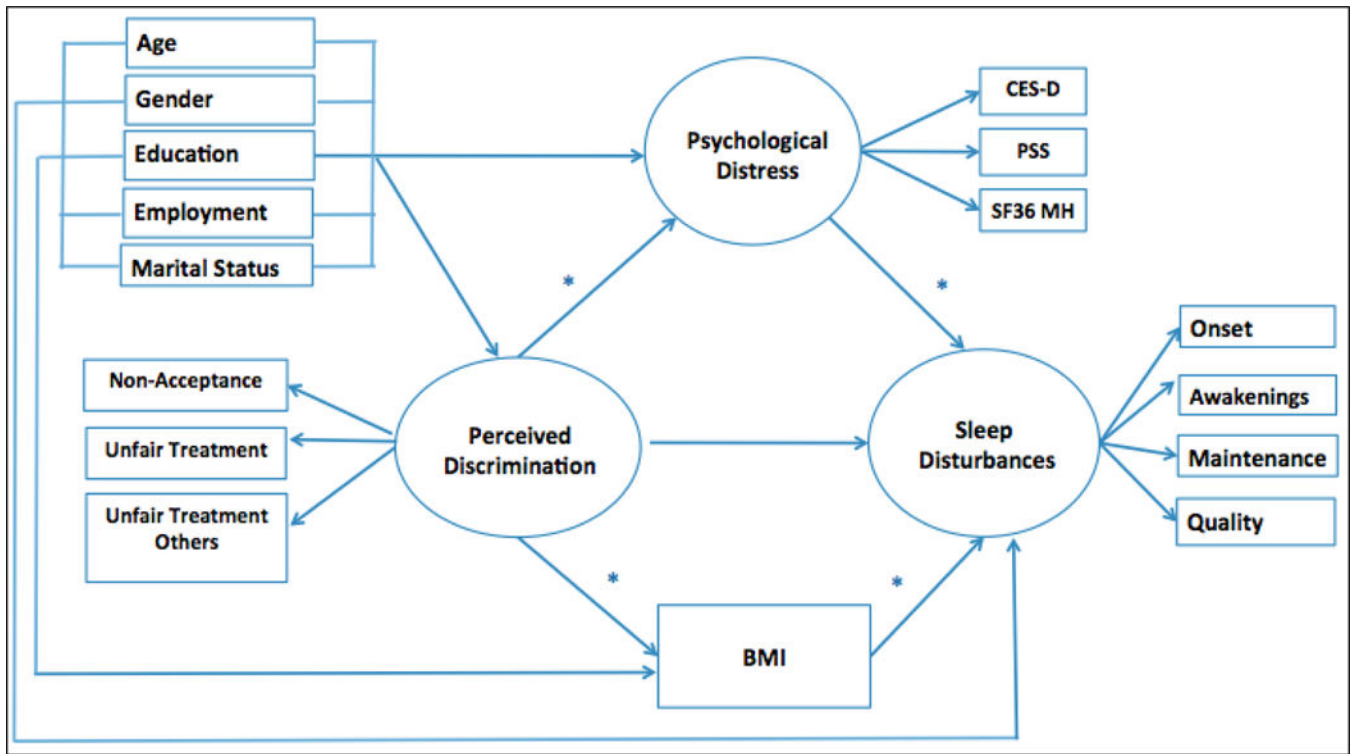 Age
Gender
Education
Employment
Marital Status
Psychological
Distress
CES-D
PSS
SF36 MH
*
*
Non-Acceptance
Unfair Treatment
Unfair Treatment
Others
Perceived
Discrimination
Sleep
Disturbances
Onset
Awakenings
Maintenance
Quality
*
*
BMI